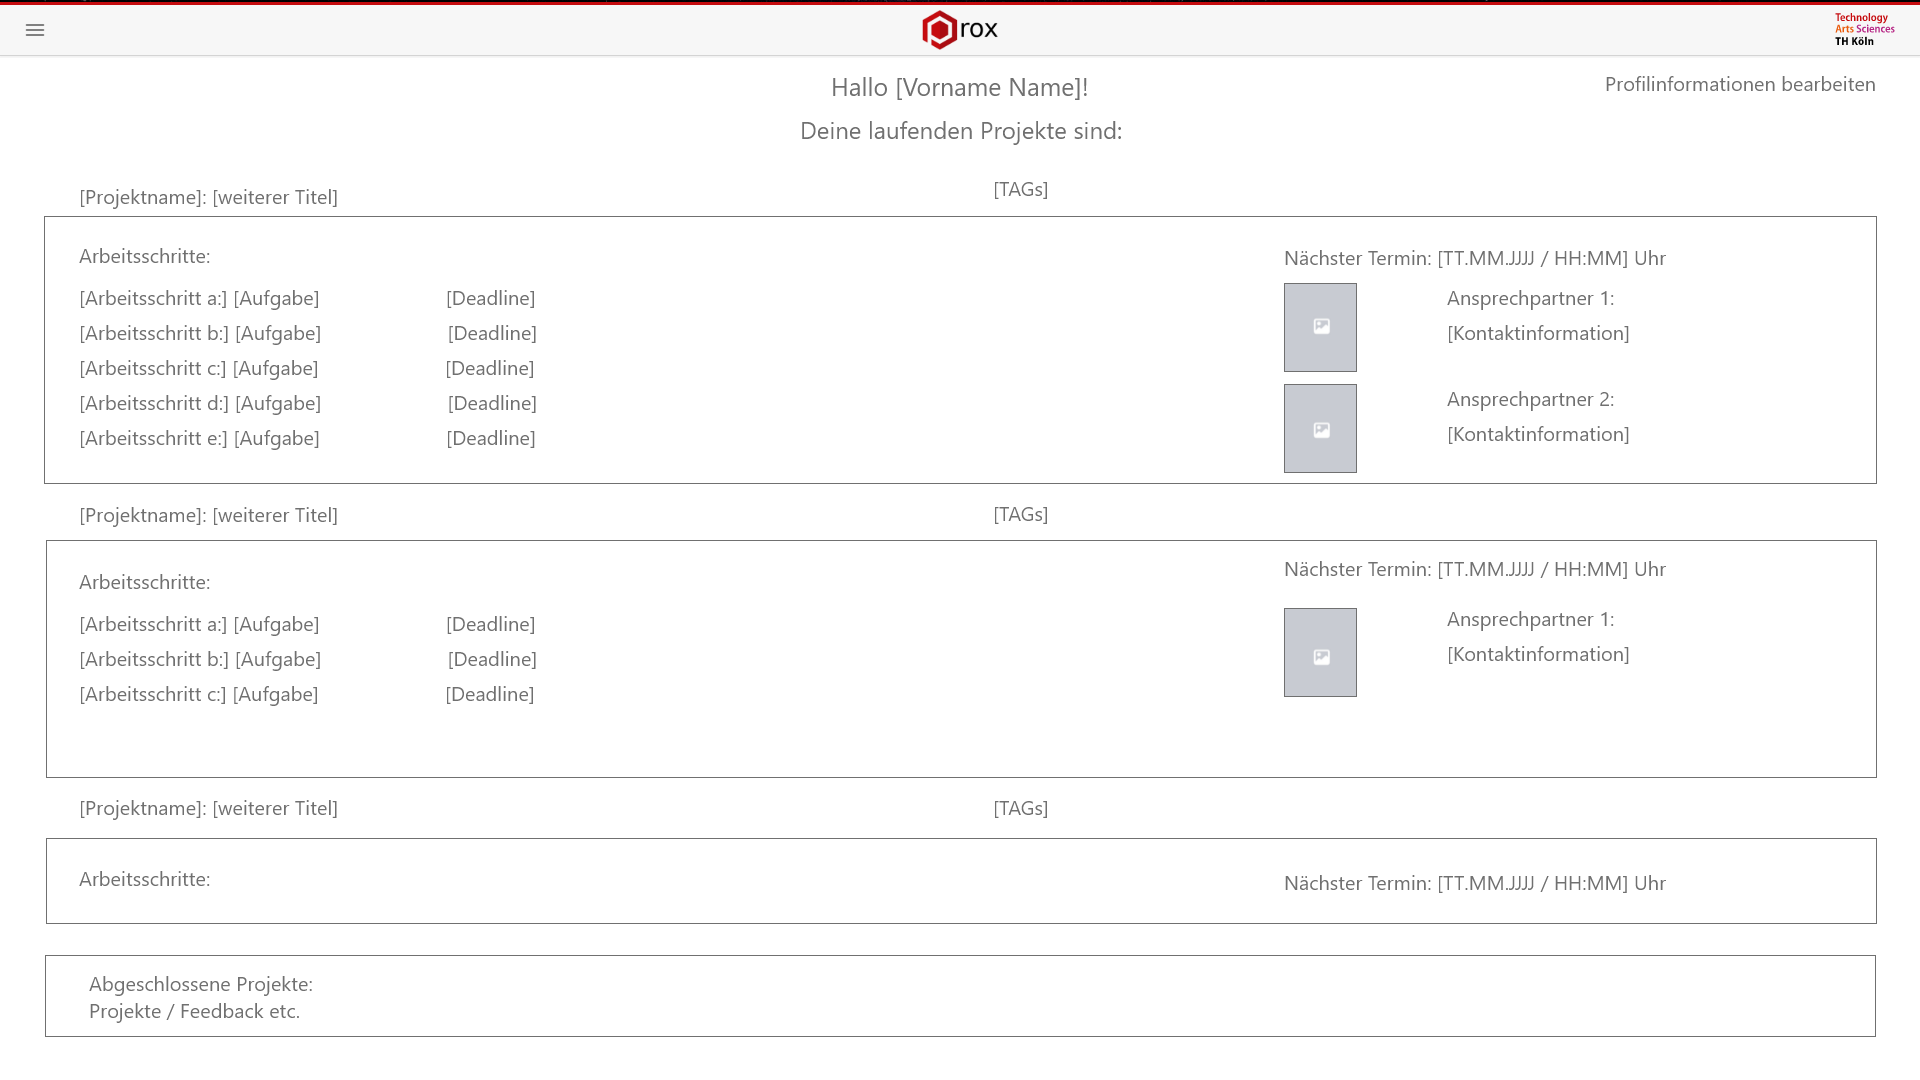 rox
Technology
Arts Sciences
TH Köln
Hallo [Vorname Name]!
Profilinformationen bearbeiten
Deine laufenden Projekte sind:
[Projektname]: [weiterer Titel]
[TAGs]
Arbeitsschritte:
[Arbeitsschritt a:] [Aufgabe] [Deadline]
[Arbeitsschritt b:] [Aufgabe] [Deadline]
[Arbeitsschritt c:] [Aufgabe] [Deadline]
[Arbeitsschritt d:] [Aufgabe] [Deadline]
[Arbeitsschritt e:] [Aufgabe] [Deadline]
Nächster Termin: [TT.MM.JJJJ / HH:MM] Uhr
Ansprechpartner 1:
[Kontaktinformation]
Ansprechpartner 2:
[Kontaktinformation]
[Projektname]: [weiterer Titel]
[TAGs]
Arbeitsschritte:
[Arbeitsschritt a:] [Aufgabe] [Deadline]
[Arbeitsschritt b:] [Aufgabe] [Deadline]
[Arbeitsschritt c:] [Aufgabe] [Deadline]
Nächster Termin: [TT.MM.JJJJ / HH:MM] Uhr
Ansprechpartner 1:
[Kontaktinformation]
[Projektname]: [weiterer Titel]
[TAGs]
Arbeitsschritte:
Nächster Termin: [TT.MM.JJJJ / HH:MM] Uhr
Abgeschlossene Projekte:
Projekte / Feedback etc.